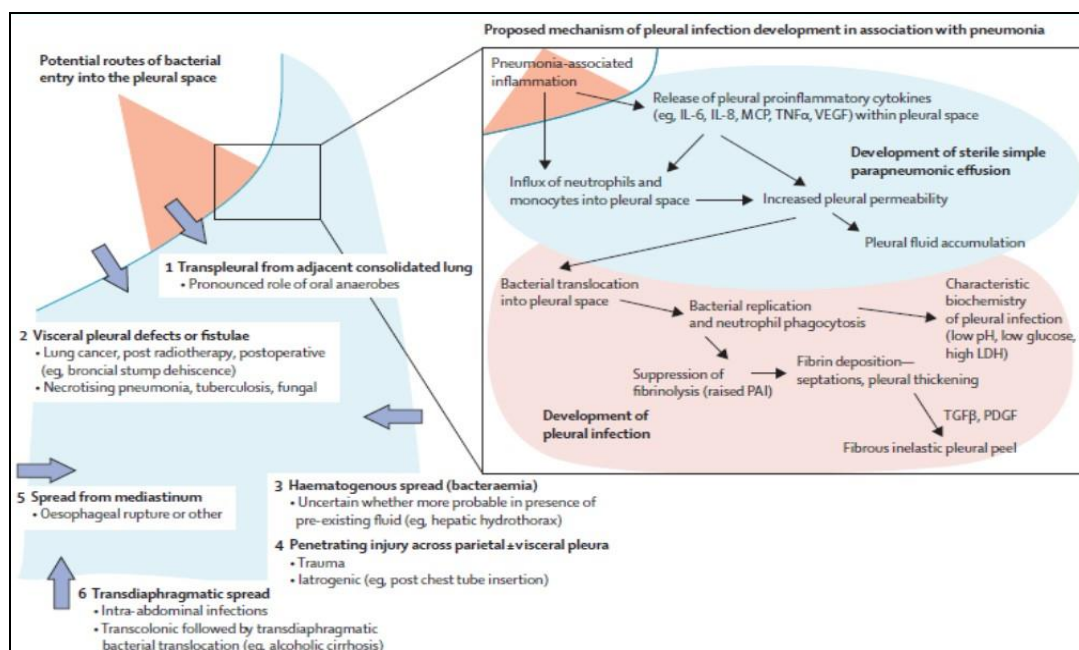 Proposed mechanism of pleural infection development in association with pneumonia
Potential routes of bacterial
entry into the pleural space
Pneumonia-associated
inflammation
Release of pleural proinflammatory cytokines
(eg, IL-6, IL-8, MCP, TNFα, VEGF) within pleural space
Development of sterile simple
parapneumonic effusion
Influx of neutrophils and
monocytes into pleural space
Increased pleural permeability
Pleural fluid accumulation
Bacterial translocation
into pleural space
Bacterial replication
and neutrophil phagocytosis
Characteristic
biochemistry
of pleural infection
(low pH, low glucose,
high LDH)
Suppression of
fibrinolysis (raised PAI)
Fibrin deposition—
septations, pleural thickening
Development of
pleural infection
TGFβ, PDGF
Fibrous inelastic pleural peel
1 Transpleural from adjacent consolidated lung
• Pronounced role of oral anaerobes
2 Visceral pleural defects or fistulae
• Lung cancer, post radiotherapy, postoperative
(eg, broncial stump dehiscence)
• Necrotising pneumonia, tuberculosis, fungal
5 Spread from mediastinum
• Oesophageal rupture or other
3 Haematogenous spread (bacteraemia)
• Uncertain whether more probable in presence of
pre-existing fluid (eg, hepatic hydrothorax)
4 Penetrating injury across parietal ± visceral pleura
• Trauma
• Iatrogenic (eg, post chest tube insertion)
6 Transdiaphragmatic spread
• Intra-abdominal infections
• Transcolonic followed by transdiaphragmatic
bacterial translocation (eg, alcoholic cirrhosis)